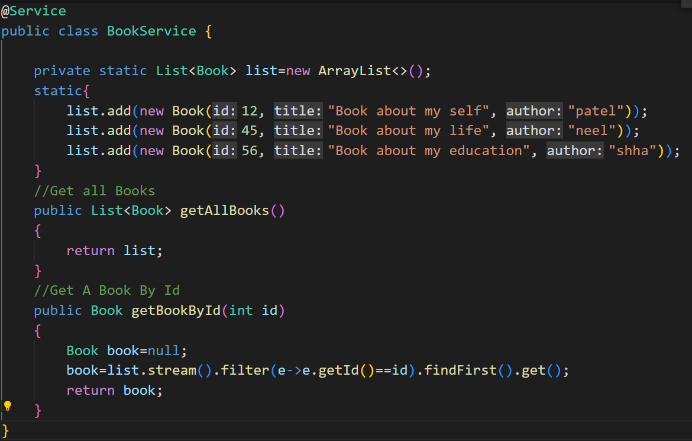 @Service
public class BookService {
private static List<Book> list=new ArrayList<>();
static{
list.add(new Book(id: 12, title: "Book about my self", author: "patel"));
list.add(new Book(id: 45, title: "Book about my life", author: "neel"));
list.add(new Book(id: 56, title: "Book about my education", author: "shha"));
}
//Get all Books
public List<Book> getAllBooks()
{
return list;
}
//Get A Book By Id
public Book getBookById(int id)
{
Book book=null;
book=list.stream().filter(e->e.getId()==id).findFirst().get();
return book;
}
}